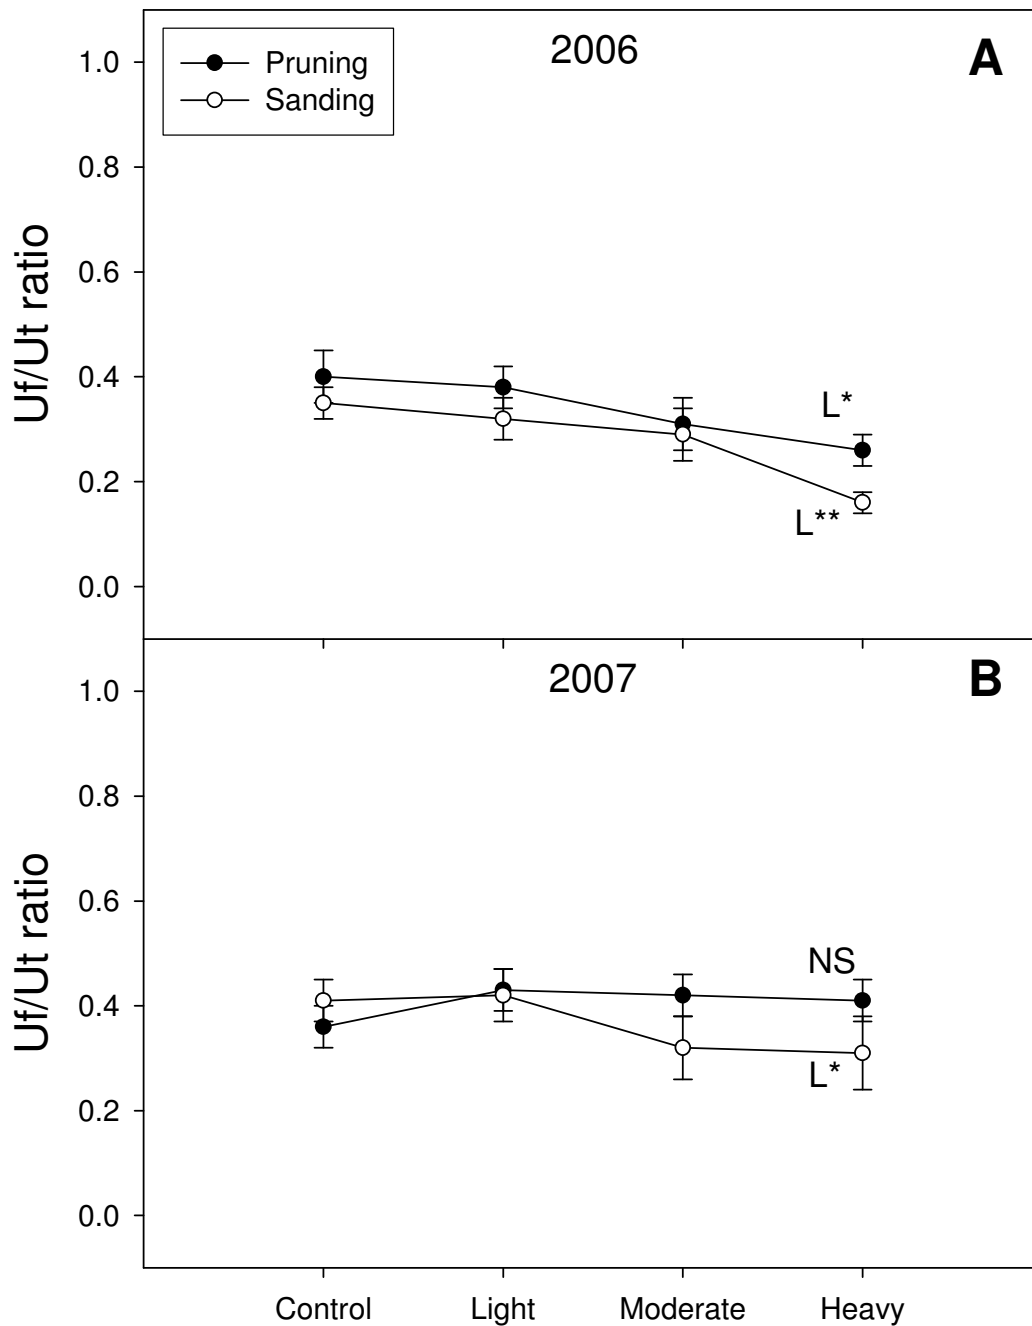 2006
A
Pruning
Sanding
1.0
0.8
0.6
0.4
0.2
0.0
Uf/Ut ratio
L*
L**
2007
B
1.0
0.8
0.6
0.4
0.2
0.0
Uf/Ut ratio
NS
L*
Control Light Moderate Heavy